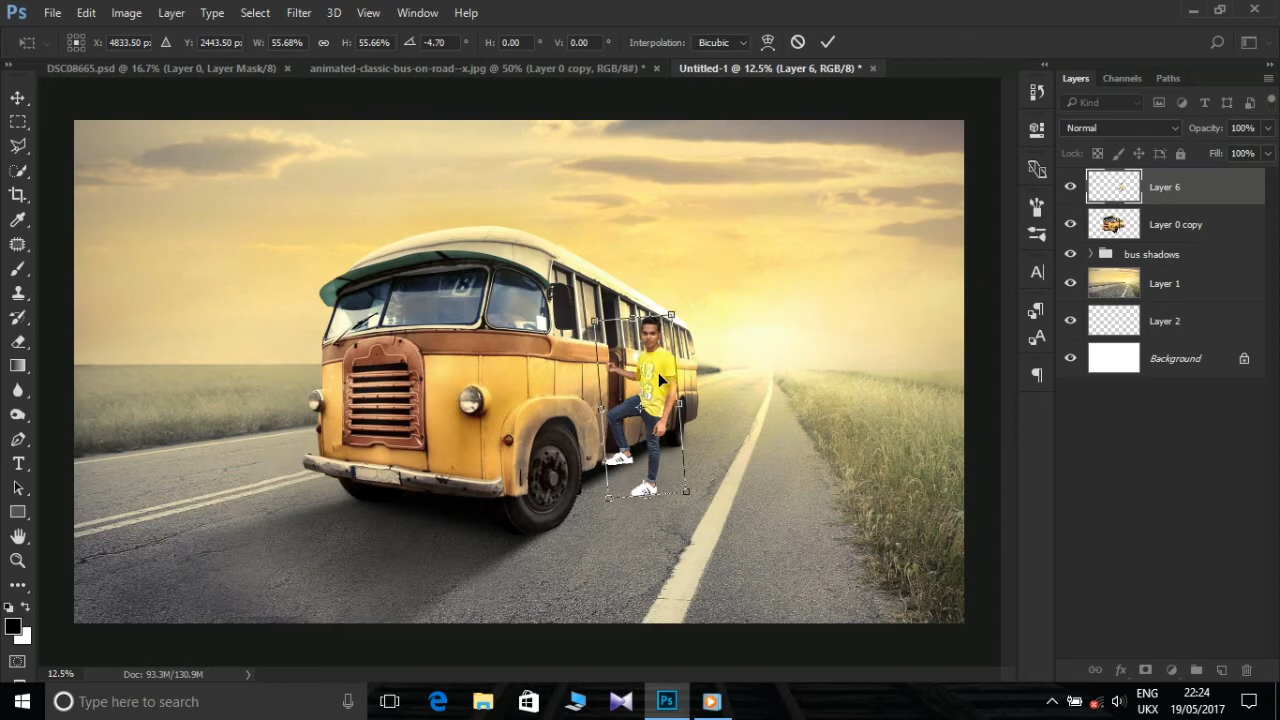 Ps File Edit Image Layer Type Select Filter 3D View Window Help
X: 4833.50 px Y: 2443.50 px W: 55.68% H: 55.66% -4.70 ° H: 0.00 ° V: 0.00 ° Interpolation: Bicubic
DSC08665.psd @ 16.7% (Layer 0, Layer Mask/8) × animated-classic-bus-on-road--x.jpg @ 50% (Layer 0 copy, RGB/8#) * × Untitled-1 @ 12.5% (Layer 6, RGB/8) * ×
Layers Channels Paths
Kind
Normal Opacity: 100%
Lock: Fill: 100%
Layer 6
Layer 0 copy
bus shadows
Layer 1
Layer 2
Background
12.5% Doc: 93.3M/130.9M
Type here to search
ENG
UKX
22:24
19/05/2017